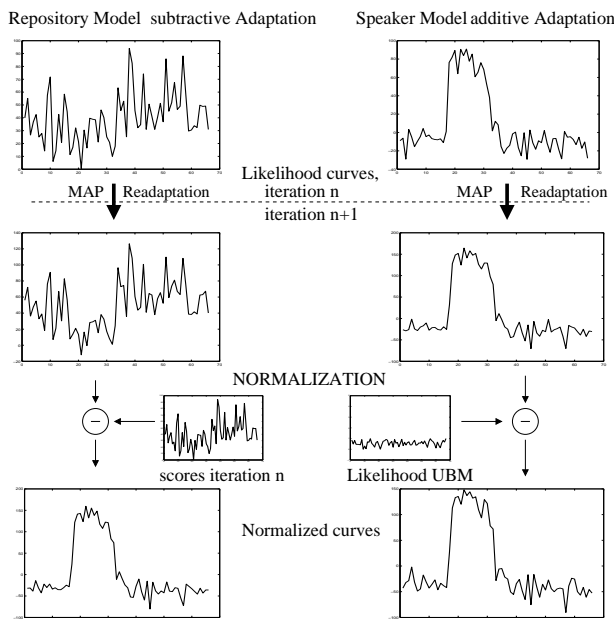 Repository Model subtractive Adaptation
Speaker Model additive Adaptation
Likelihood curves,
iteration n
MAP Readaptation
MAP Readaptation
iteration n+1
NORMALIZATION
scores iteration n
Likelihood UBM
Normalized curves